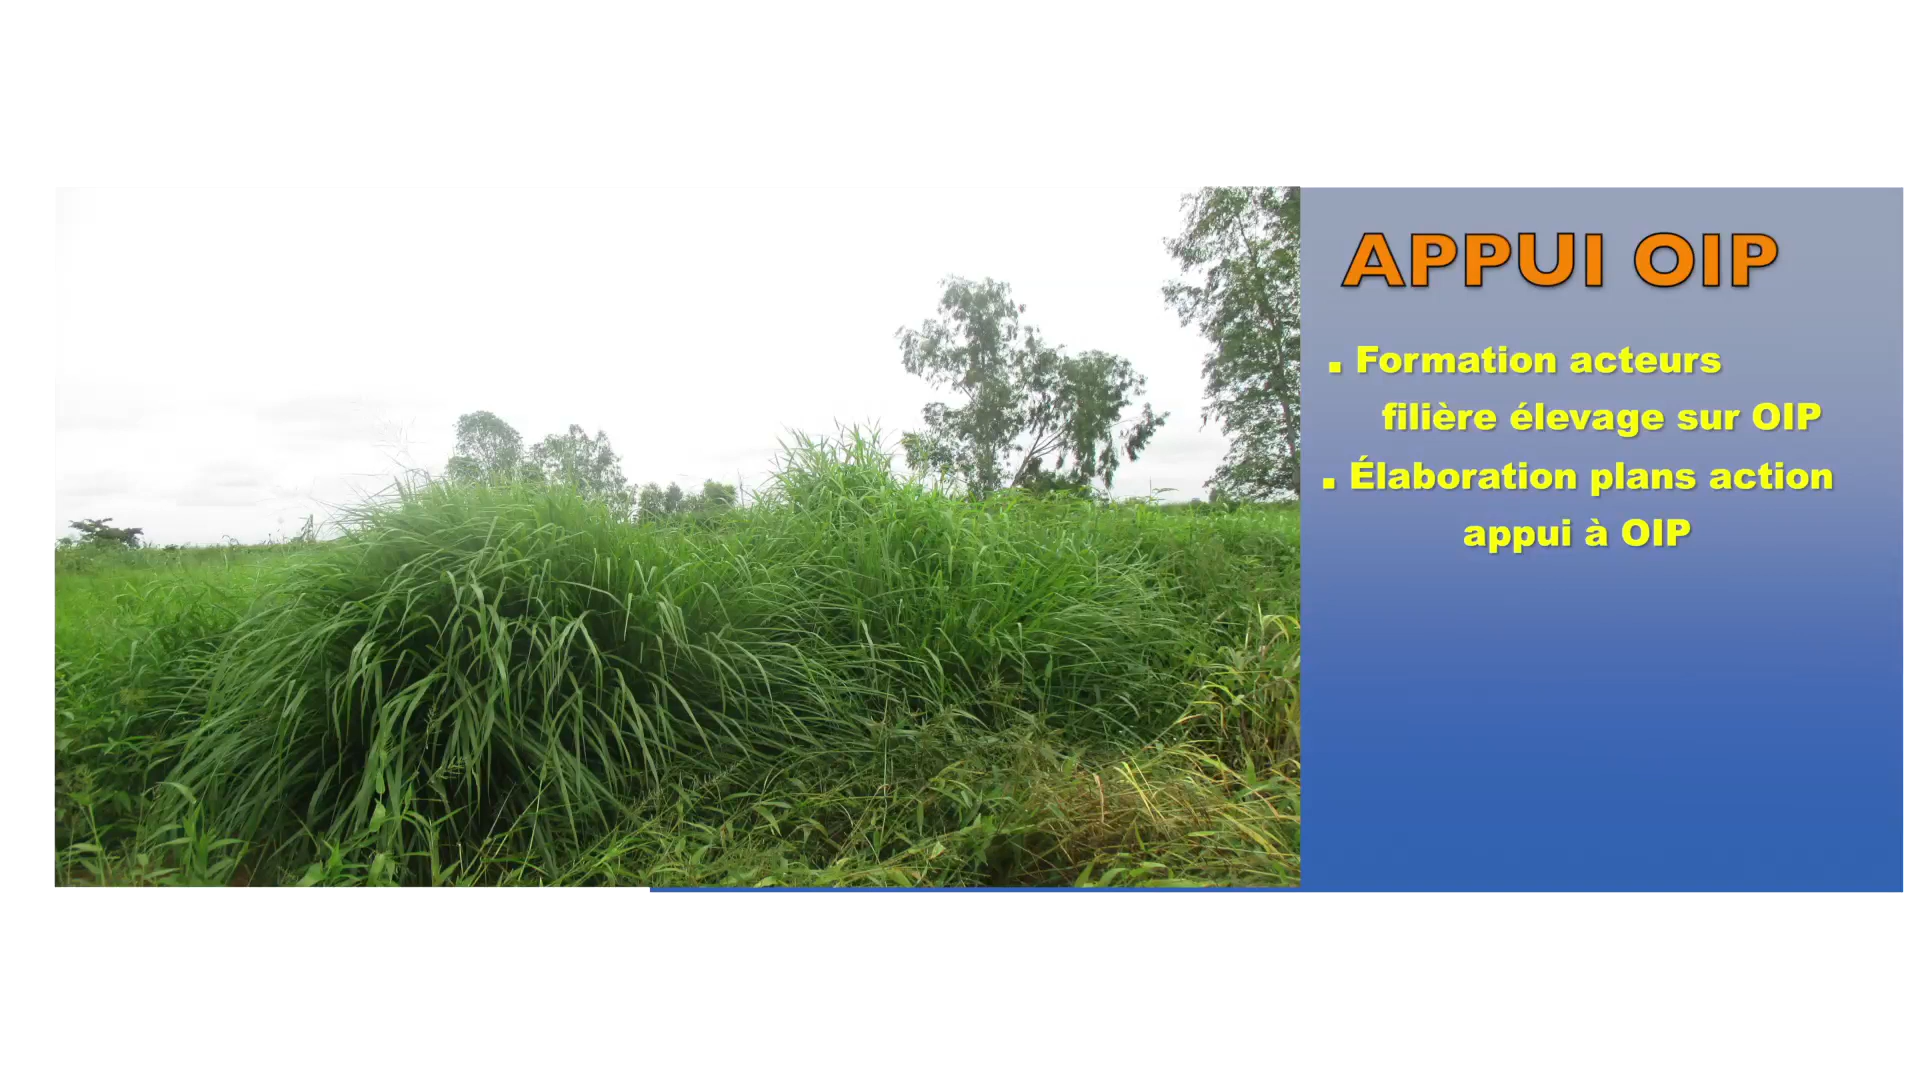 APPUI OIP
. Formation acteurs
filière élevage sur OIP
. Élaboration plans action
appui à OIP